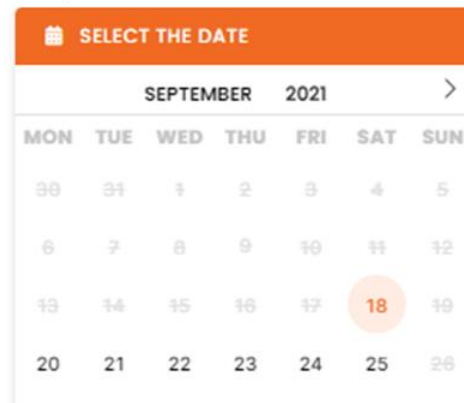 SELECT THE DATE
SEPTEMBER 2021
MON TUE WED THU FRI SAT SUN
30 31 1 2 3 4 5
6 7 8 9 10 11 12
13 14 15 16 17 18 19
20 21 22 23 24 25 26